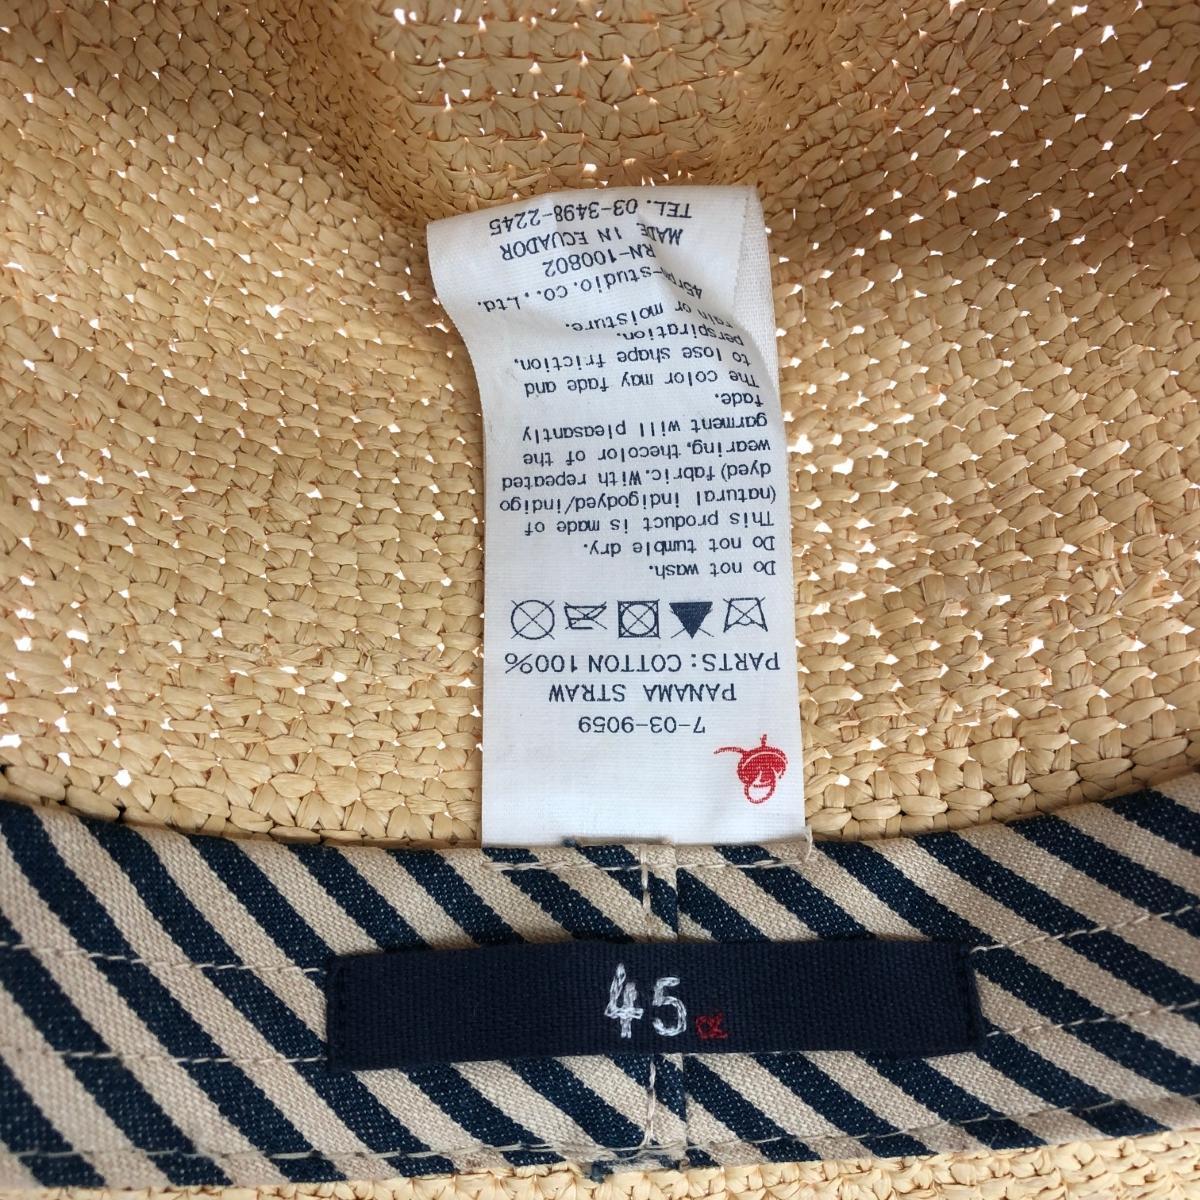 7-03-9059
PANAMA STRAW
PARTS: COTTON 100%
Do not wash.
Do not tumble dry.
This product is made of
(natural indigodyed/indigo
dyed) fabric.With repeated
wearing, thecolor of the
garment will pleasantly
fade.
The color may fade and
to lose shape friction,
perspiration,
rain or moisture.
45rpm-studio.co.,Ltd.
RN-100802
MADE IN ECUADOR
TEL. 03-3498-2245
45